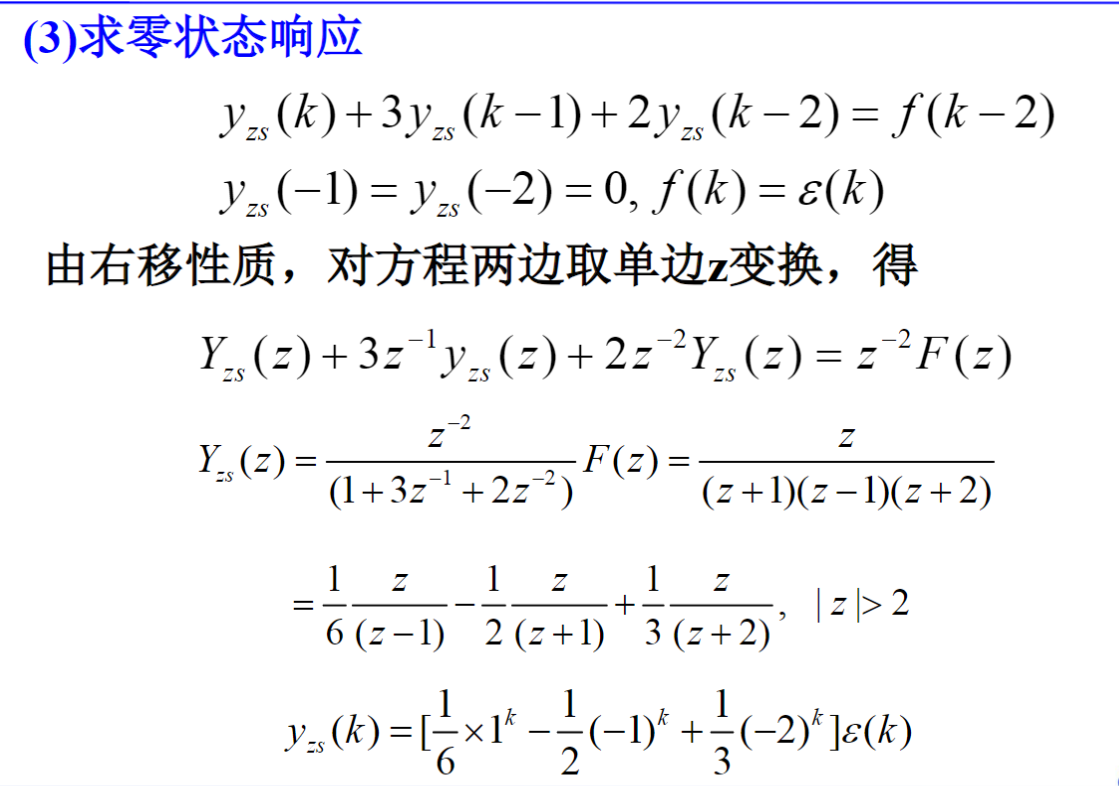 (3)求零状态响应
y_{zs}(k)+3y_{zs}(k−1)+2y_{zs}(k−2)=f(k−2)
y_{zs}(−1)=y_{zs}(−2)=0, f(k)=ε(k)
由右移性质，对方程两边取单边z变换，得
Y_{zs}(z)+3z^{−1}y_{zs}(z)+2z^{−2}Y_{zs}(z)=z^{−2}F(z)
Y_{zs}(z)=\frac{z^{−2}}{(1+3z^{−1}+2z^{−2})}F(z)=\frac{z}{(z+1)(z−1)(z+2)}
=\frac{1}{6}\frac{z}{(z−1)}−\frac{1}{2}\frac{z}{(z+1)}+\frac{1}{3}\frac{z}{(z+2)}, |z|>2
y_{zs}(k)=[\frac{1}{6}×1^{k}−\frac{1}{2}(−1)^{k}+\frac{1}{3}(−2)^{k}]ε(k)